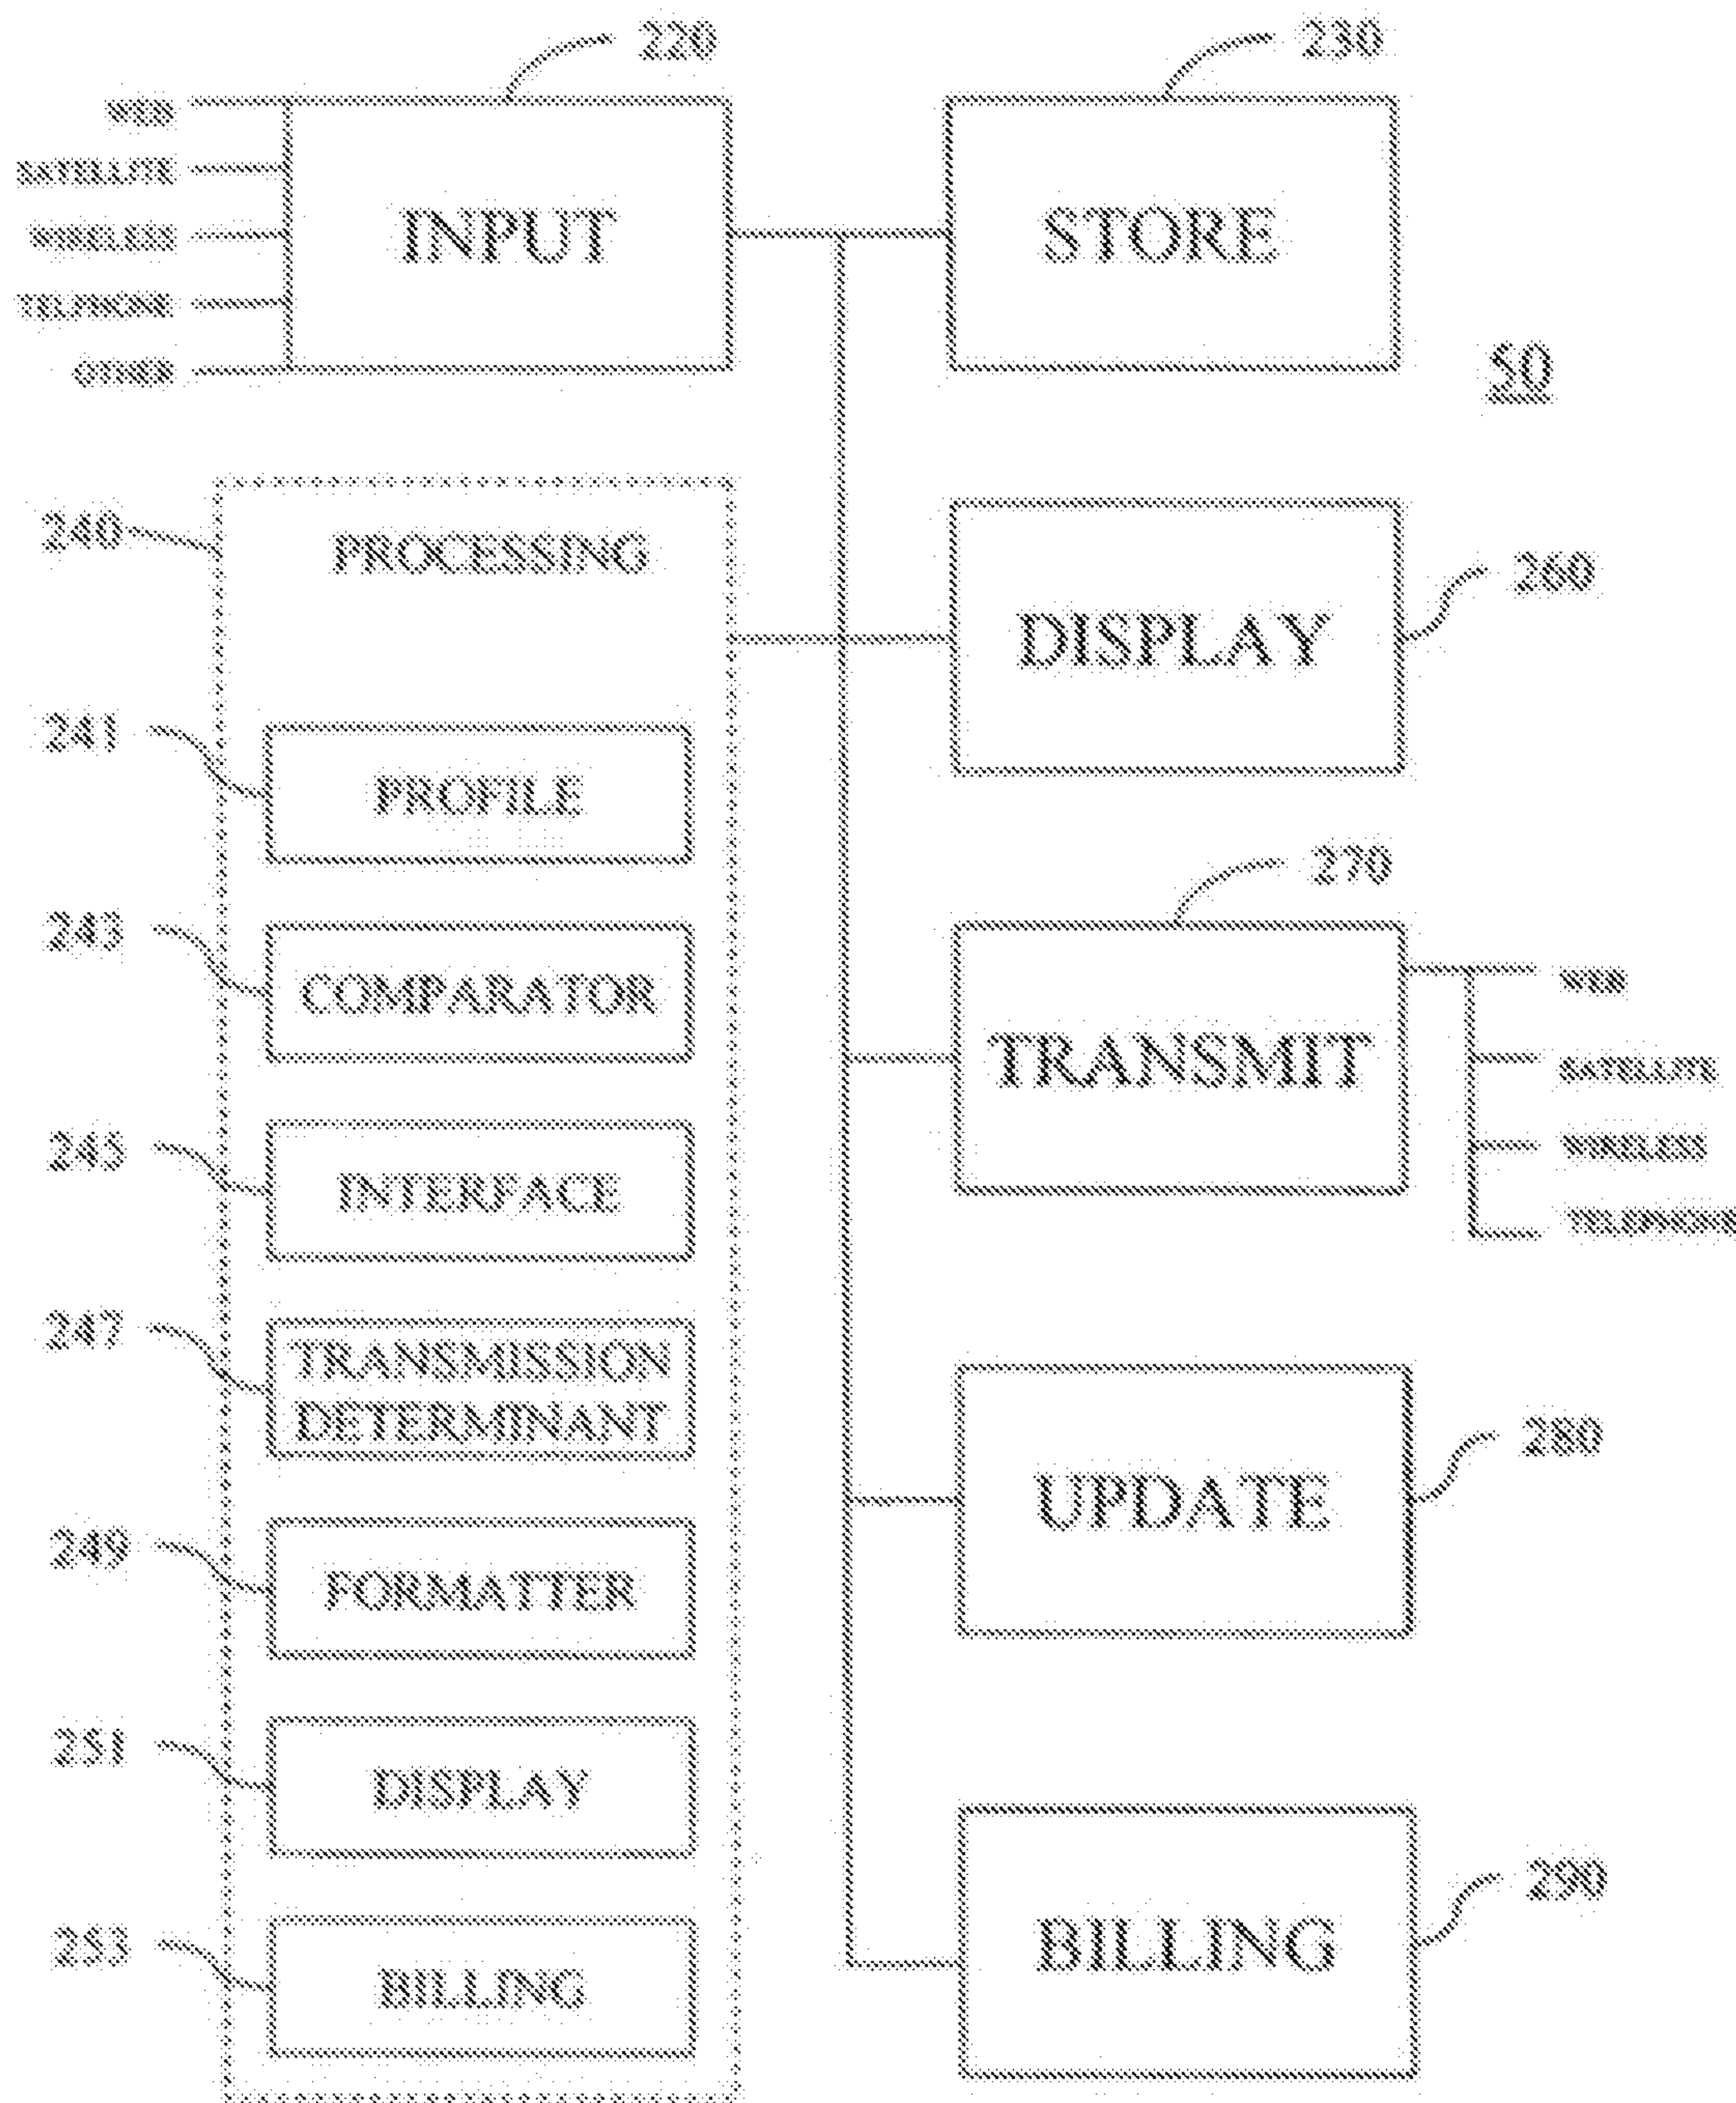 220
230
WEB
SATELLITE
WIRELESS
TELPHONE
OTHER
INPUT
STORE
50
240
PROCESSING
DISPLAY
260
241
PROFILE
270
243
COMPARATOR
TRANSMIT
WEB
SATELLITE
WIRELESS
TELEPHONE
245
INTERFACE
247
TRANSMISSION
DETERMINANT
UPDATE
280
249
FORMATTER
251
DISPLAY
BILLING
290
253
BILLING